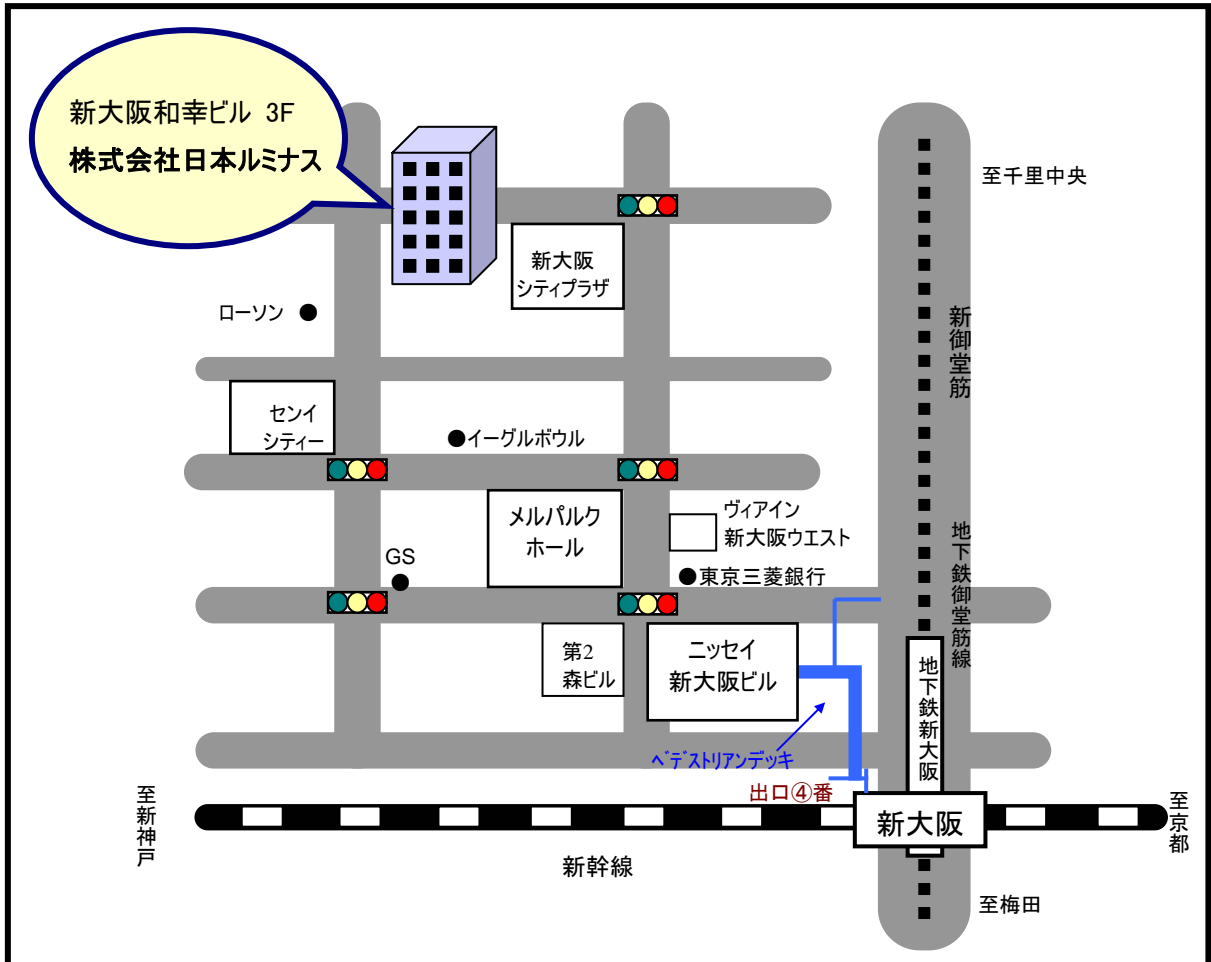 新大阪和幸ビル 3F
株式会社日本ルミナス
至千里中央
新大阪
シティプラザ
ローソン
新御堂筋
センイ
シティー
イーグルボウル
メルパルク
ホール
ヴィアイン
新大阪ウエスト
地下鉄御堂筋線
GS
東京三菱銀行
第2
森ビル
ニッセイ
新大阪ビル
地下鉄新大阪
ペデストリアンデッキ
出口④番
至新神戸
新大阪
至京都
新幹線
至梅田